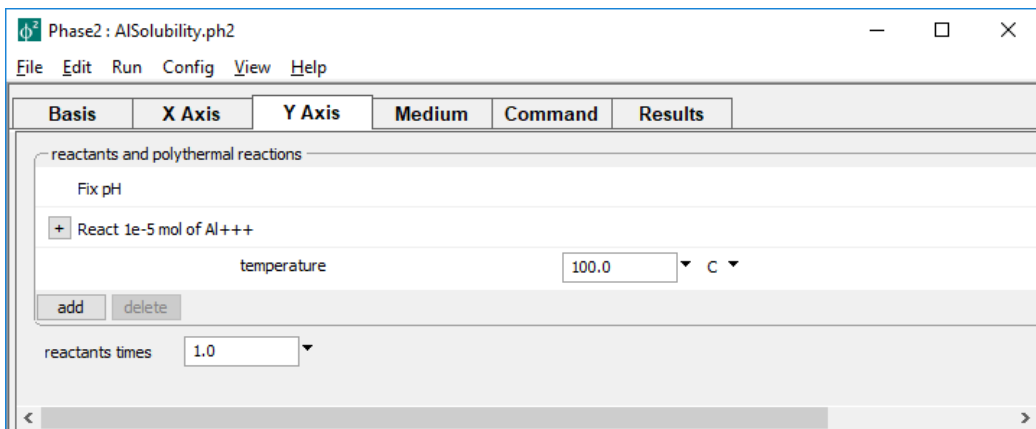 Phase2 : AlSolubility.ph2
File Edit Run Config View Help
Basis X Axis Y Axis Medium Command Results
reactants and polythermal reactions
Fix pH
+ React 1e-5 mol of Al+++
temperature 100.0 C
add delete
reactants times 1.0